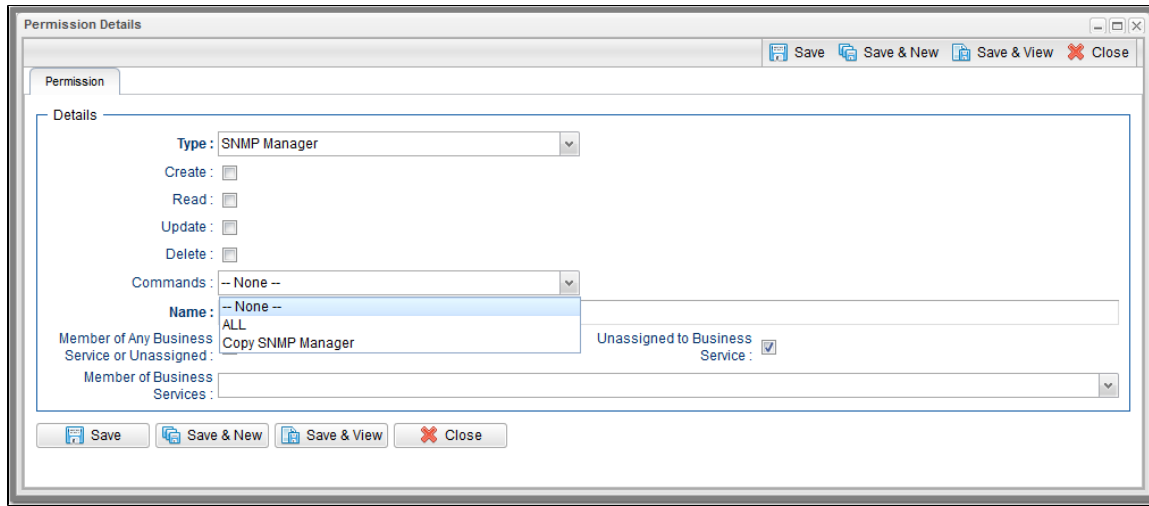 Permission Details
Save Save & New Save & View Close
Permission
Details
Type : SNMP Manager
Create :
Read :
Update :
Delete :
Commands : -- None --
Name : -- None --
ALL
Copy SNMP Manager
Member of Any Business
Service or Unassigned :
Unassigned to Business
Service :
Member of Business
Services :
Save Save & New Save & View Close